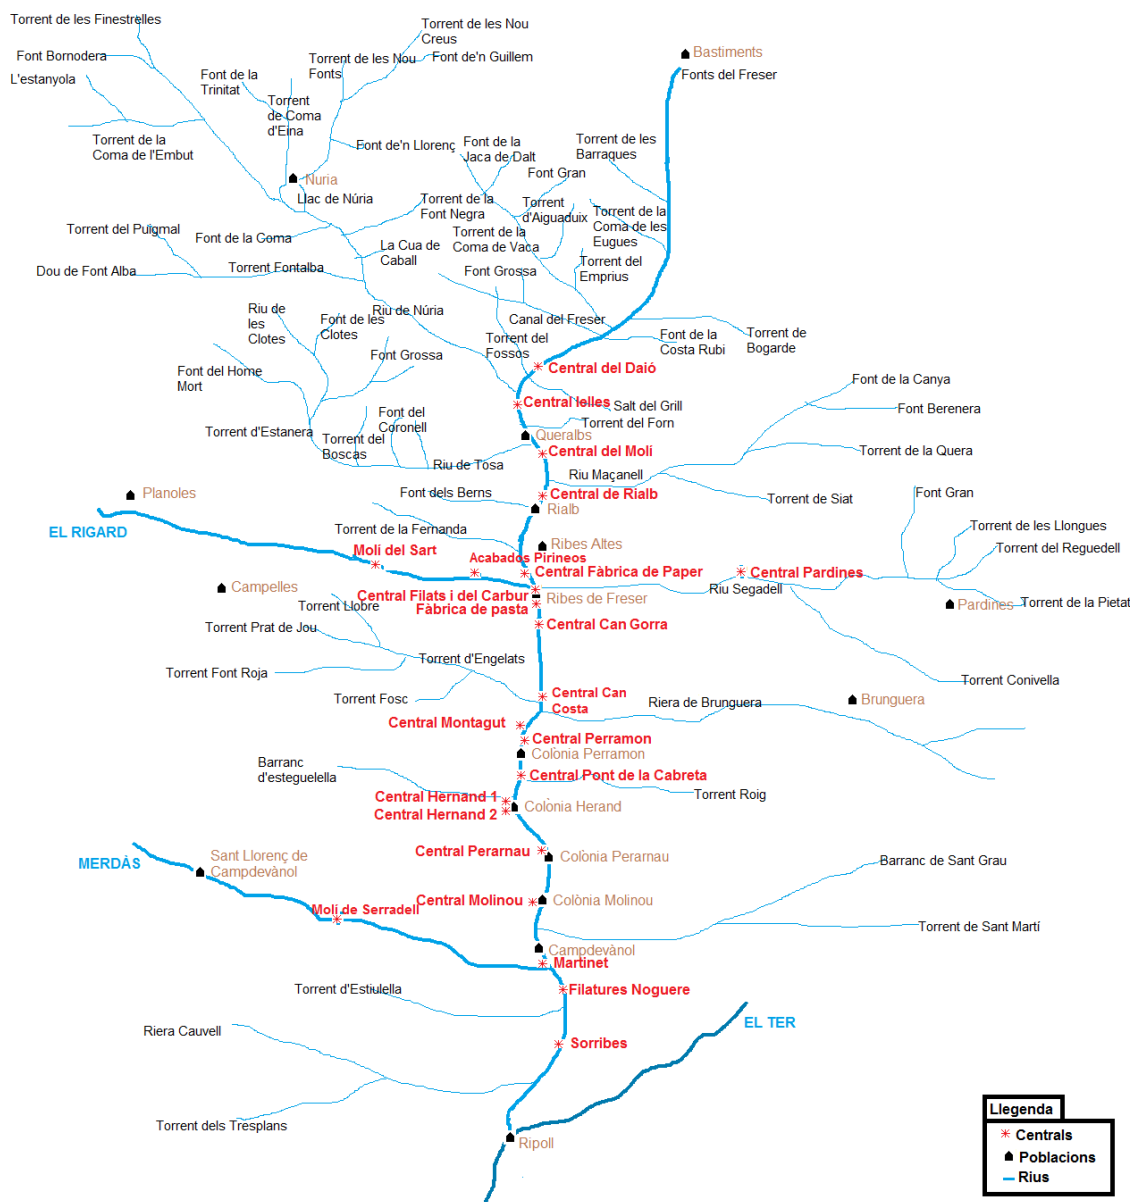 Torrent de les Finestrelles
Torrent de les Nou
Creus
Bastiments
Font Bornodera
Torrent de les Nou
Fonts
Font de'n Guillem
L'estanyola
Font de la
Trinitat
Fonts del Freser
Torrent
de Coma
d'Eina
Torrent de la
Coma de l'Embut
Font de'n Llorenç
Font de la
Jaca de Dalt
Torrent de les
Barraques
Font Gran
Nuria
Llac de Núria
Torrent de la
Font Negra
Torrent
d'Aiguaduix
Torrent de la
Coma de les
Eugues
Torrent del Puigmal
Font de la Coma
La Cua de
Caball
Torrent de la
Coma de Vaca
Torrent del
Emprius
Dou de Font Alba
Torrent Fontalba
Font Grossa
Riu de
les
Clotes
Font de les
Clotes
Riu de Núria
Canal del Freser
Torrent del
Fossos
Font de la
Costa Rubi
Torrent de
Bogarde
Font Grossa
Font del Home
Mort
Central del Daió
Font de la Canya
Central Ielles
Salt del Grill
Font Berenera
Torrent d'Estanera
Font del
Coronell
Torrent del Forn
Torrent del
Boscas
Queralbs
Central del Molí
Torrent de la Quera
Riu de Tosa
Riu Maçanell
Planoles
Font dels Berns
Central de Rialb
Torrent de Siat
Font Gran
Rialb
EL RIGARD
Torrent de la Fernanda
Torrent de les Llongues
Molí del Sart
Acabados Pirineos
Ribes Altes
Torrent del Reguedell
Central Fàbrica de Paper
Central Pardines
Campelles
Central Filats i del Carbur
Ribes de Freser
Riu Segadell
Fàbrica de pasta
Pardines
Torrent de la Pietat
Torrent Llobre
Torrent Prat de Jou
Central Can Gorra
Torrent Font Roja
Torrent d'Engelats
Torrent Conivella
Torrent Fosc
Central Can
Costa
Riera de Brunguera
Brunguera
Central Montagut
Central Perramon
Colònia Perramon
Barranc
d'esteguelella
Central Pont de la Cabreta
Central Hernand 1
Torrent Roig
Central Hernand 2
Colònia Herand
MERDÀS
Sant Llorenç de
Campdevànol
Central Perarnau
Colònia Perarnau
Barranc de Sant Grau
Molí de Serradell
Central Molinou
Colònia Molinou
Torrent de Sant Martí
Campdevànol
Martinet
Torrent d'Estiulella
Filatures Noguere
Riera Cauvell
EL TER
Sorribes
Torrent dels Tresplans
Ripoll
Llegenda
Centrals
Poblacions
Rius